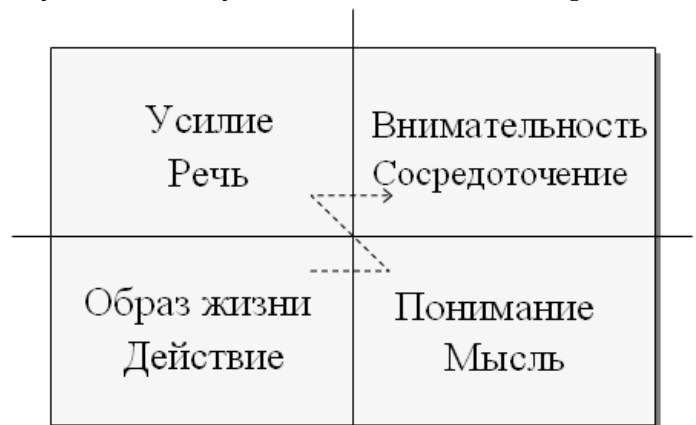 Усилие
Речь
Внимательность
Сосредоточение
Образ жизни
Действие
Понимание
Мысль